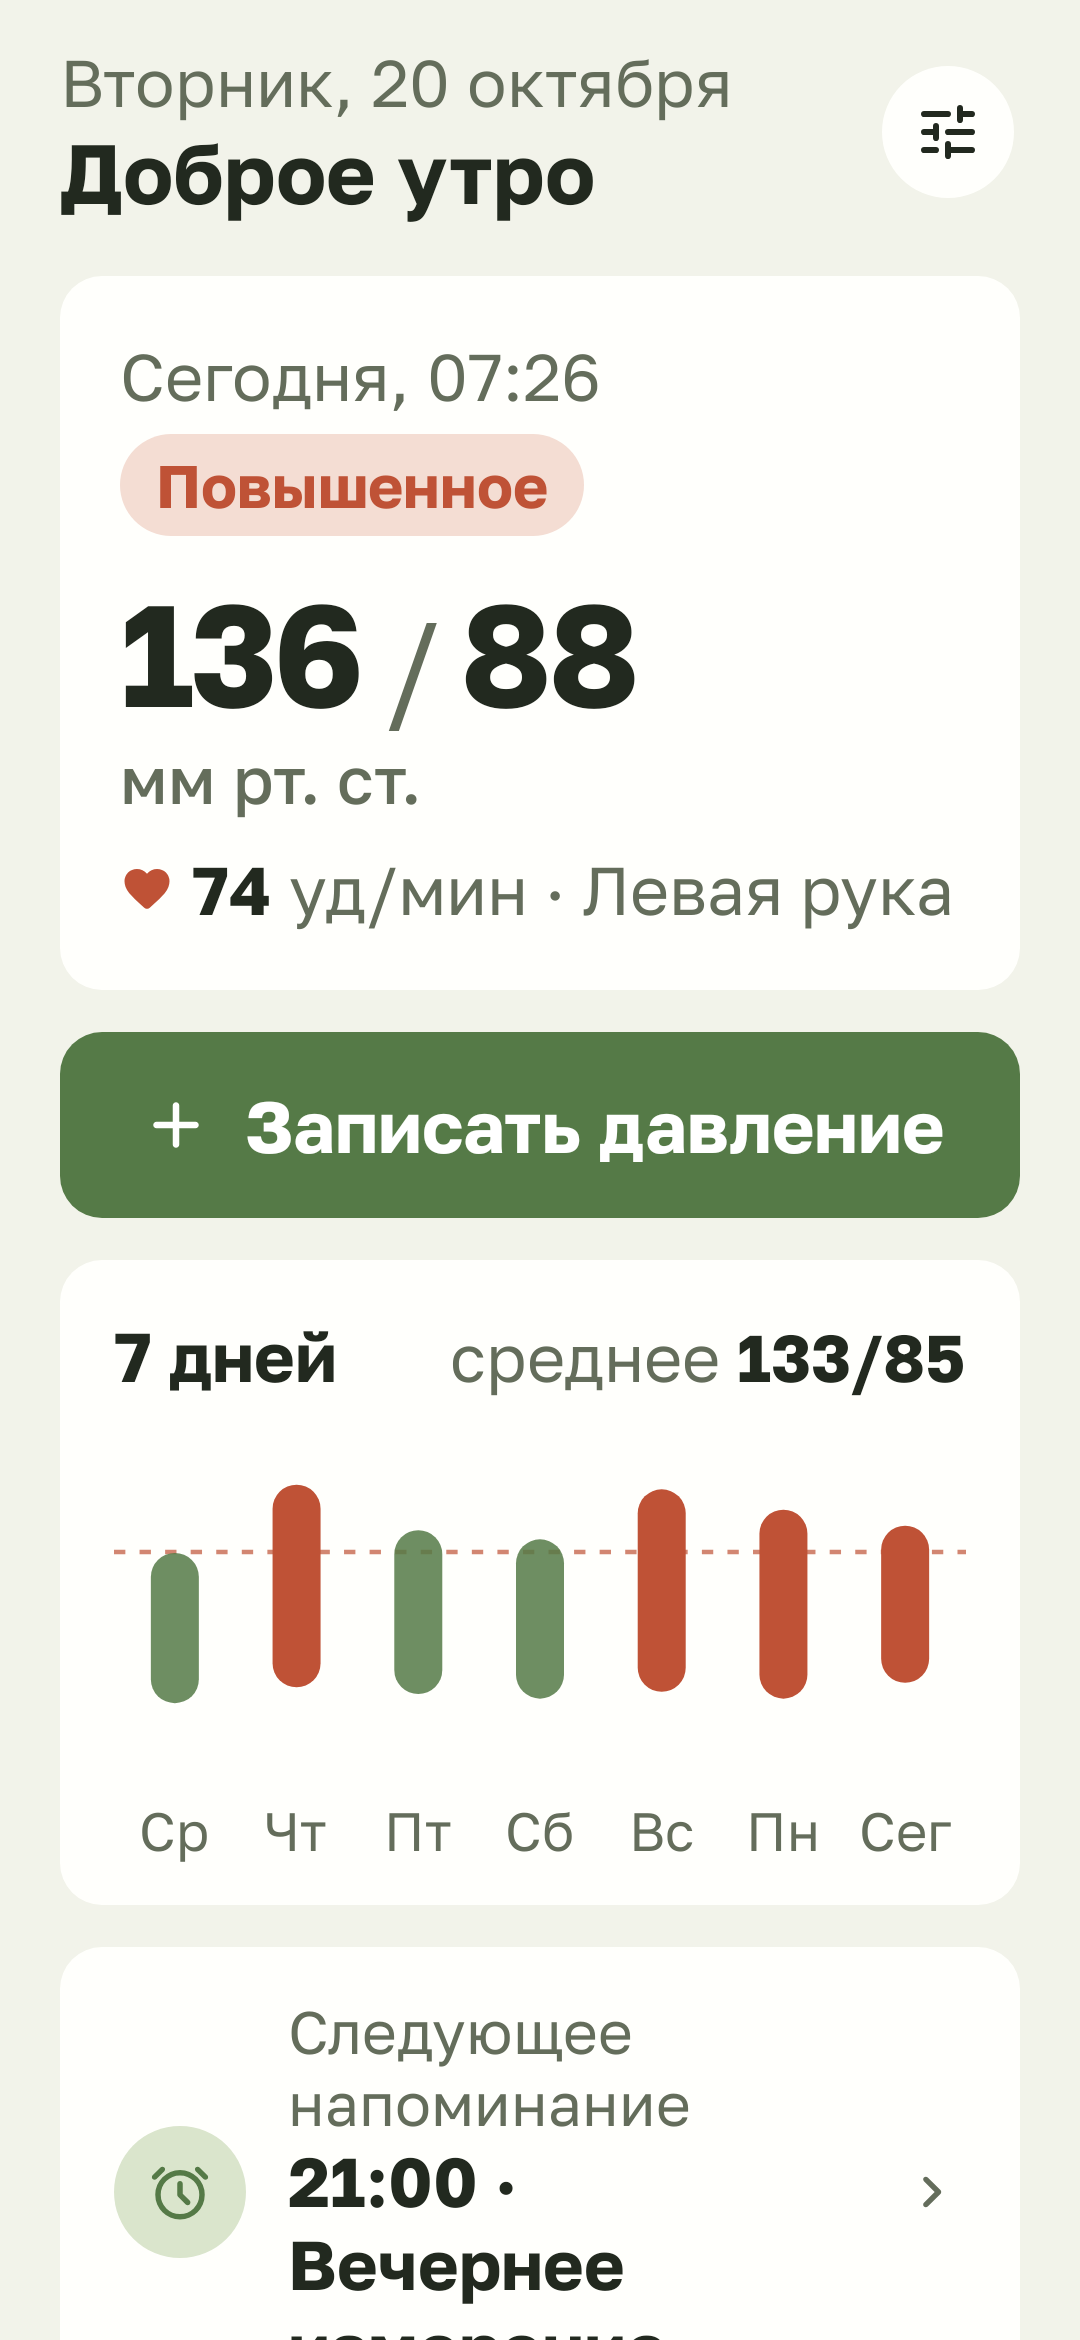 Вторник, 20 октября
Доброе утро
Сегодня, 07:26
Повышенное
136 / 88
мм рт. ст.
74 уд/мин · Левая рука
Записать давление
7 дней
среднее 133/85
Ср Чт Пт Сб Вс Пн Сег
Следующее
напоминание
21:00 ·
Вечернее